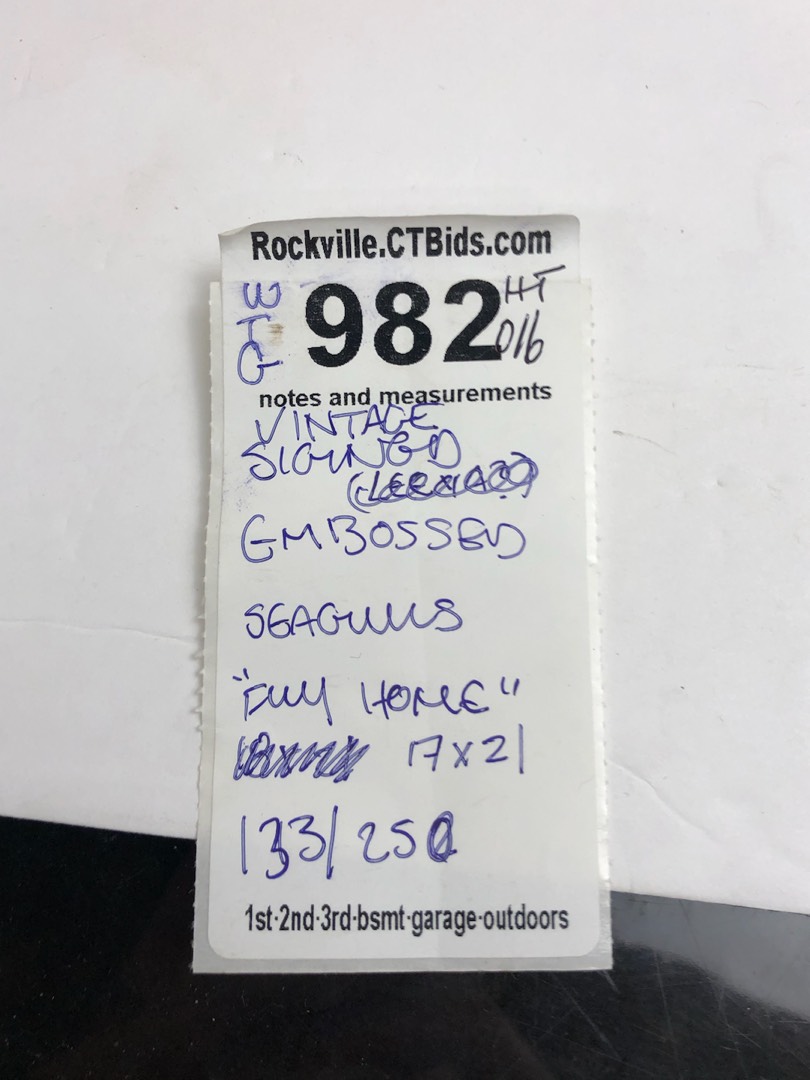 Rockville.CTBids.com
982
HT
016
notes and measurements
VINTAGE
SIGNED
EMBOSSED
SEAGULLS
"FLY HOME"
17x21
133/250
1st·2nd·3rd·bsmt·garage·outdoors